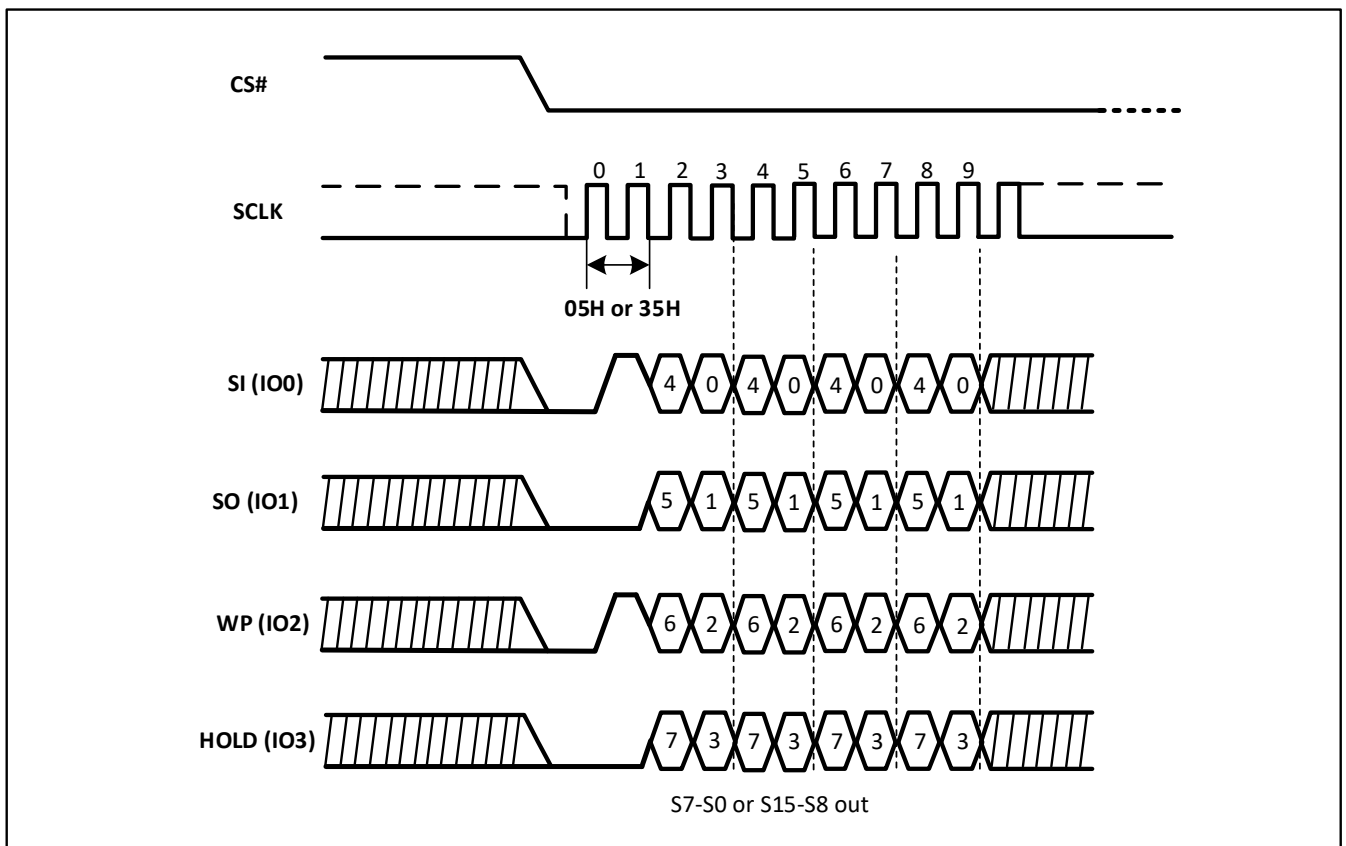 CS#
0 1 2 3 4 5 6 7 8 9
SCLK
05H or 35H
SI (IO0) 4 0 4 0 4 0 4 0
SO (IO1) 5 1 5 1 5 1 5 1
WP (IO2) 6 2 6 2 6 2 6 2
HOLD (IO3) 7 3 7 3 7 3 7 3
S7-S0 or S15-S8 out